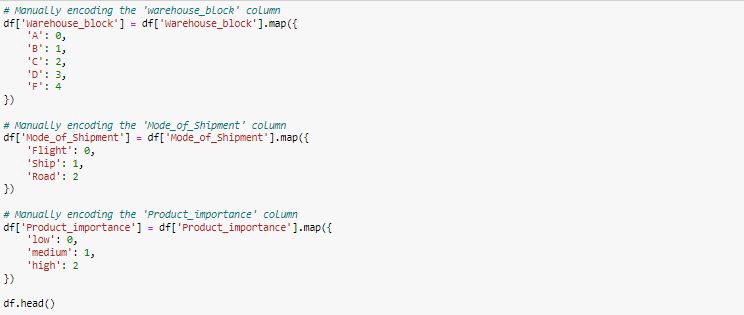 # Manually encoding the 'warehouse_block' column
df['Warehouse_block'] = df['Warehouse_block'].map({
    'A': 0,
    'B': 1,
    'C': 2,
    'D': 3,
    'F': 4
})
# Manually encoding the 'Mode_of_Shipment' column
df['Mode_of_Shipment'] = df['Mode_of_Shipment'].map({
    'Flight': 0,
    'Ship': 1,
    'Road': 2
})
# Manually encoding the 'Product_importance' column
df['Product_importance'] = df['Product_importance'].map({
    'low': 0,
    'medium': 1,
    'high': 2
})
df.head()